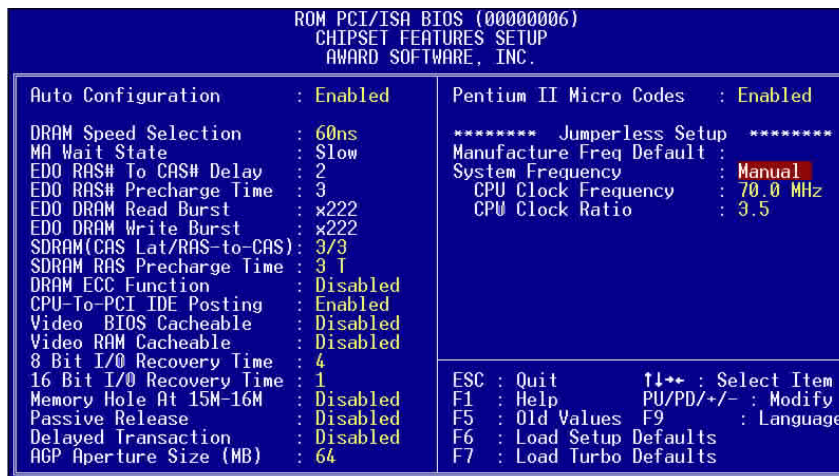 ROM PCI/ISA BIOS (00000006)
CHIPSET FEATURES SETUP
AWARD SOFTWARE, INC.
Auto Configuration : Enabled
DRAM Speed Selection : 60ns
MA Wait State : Slow
EDO RAS# To CAS# Delay : 2
EDO RAS# Precharge Time : 3
EDO DRAM Read Burst : x222
EDO DRAM Write Burst : x222
SDRAM(CAS Lat/RAS-to-CAS): 3/3
SDRAM RAS Precharge Time : 3 T
DRAM ECC Function : Disabled
CPU-To-PCI IDE Posting : Enabled
Video BIOS Cacheable : Disabled
Video RAM Cacheable : Disabled
8 Bit I/O Recovery Time : 4
16 Bit I/O Recovery Time : 1
Memory Hole At 15M-16M : Disabled
Passive Release : Disabled
Delayed Transaction : Disabled
AGP Aperture Size (MB) : 64
Pentium II Micro Codes : Enabled
******** Jumperless Setup ********
Manufacture Freq Default :
System Frequency : Manual
CPU Clock Frequency : 70.0 MHz
CPU Clock Ratio : 3.5
ESC : Quit ↑↓→← : Select Item
F1 : Help PU/PD/+/- : Modify
F5 : Old Values F9 : Language
F6 : Load Setup Defaults
F7 : Load Turbo Defaults